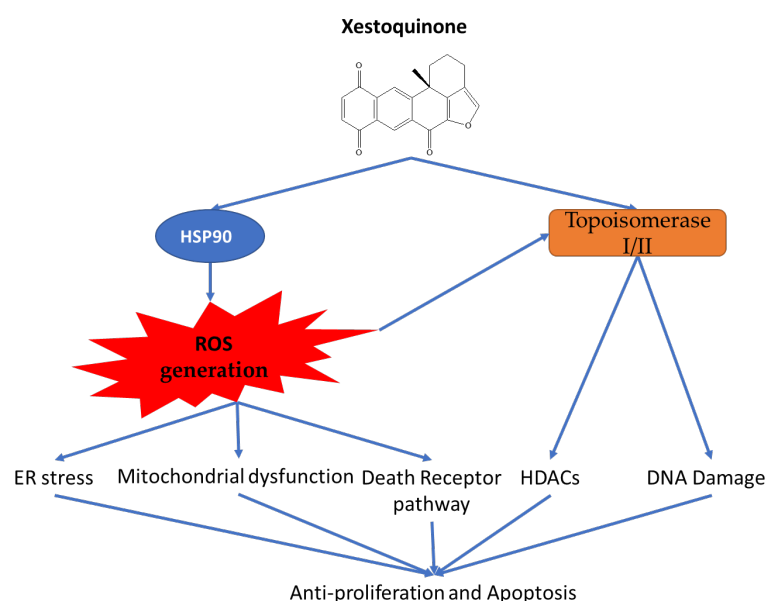 Xestoquinone
O
O
O
O
HSP90
Topoisomerase
I/II
ROS
generation
ER stress
Mitochondrial dysfunction
Death Receptor
pathway
HDACs
DNA Damage
Anti-proliferation and Apoptosis